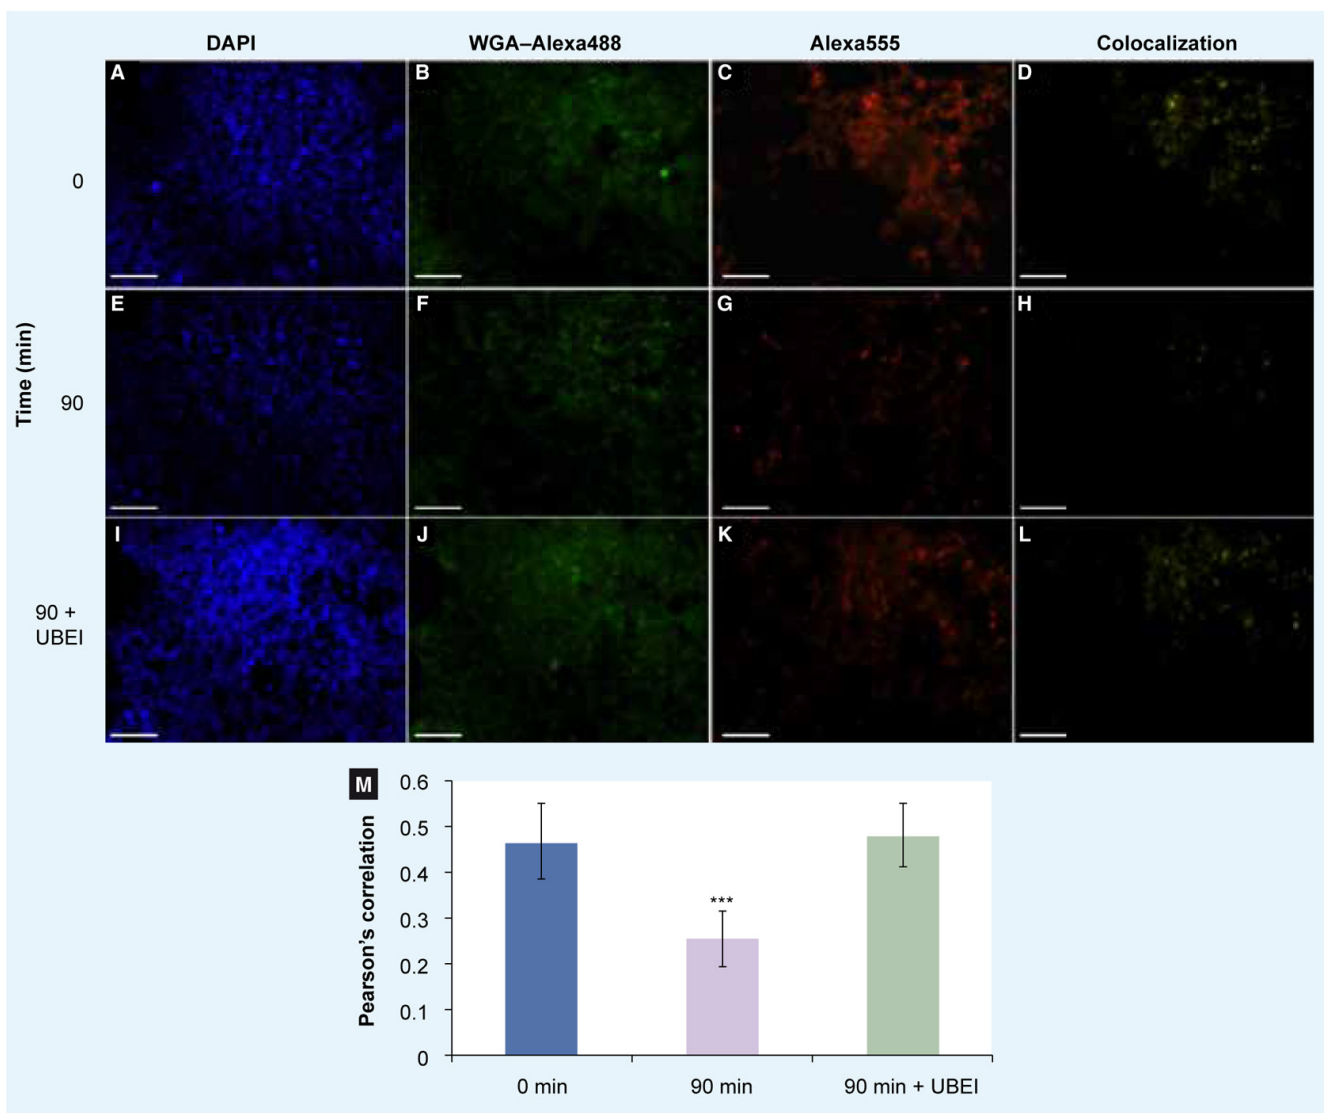 DAPI WGA–Alexa488 Alexa555 Colocalization
A B C D
0
E F G H
Time (min)
90
I J K L
90 +
UBEI
M
Pearson's correlation
0.6
0.5
0.4
0.3
0.2
0.1
0
***
0 min 90 min 90 min + UBEI